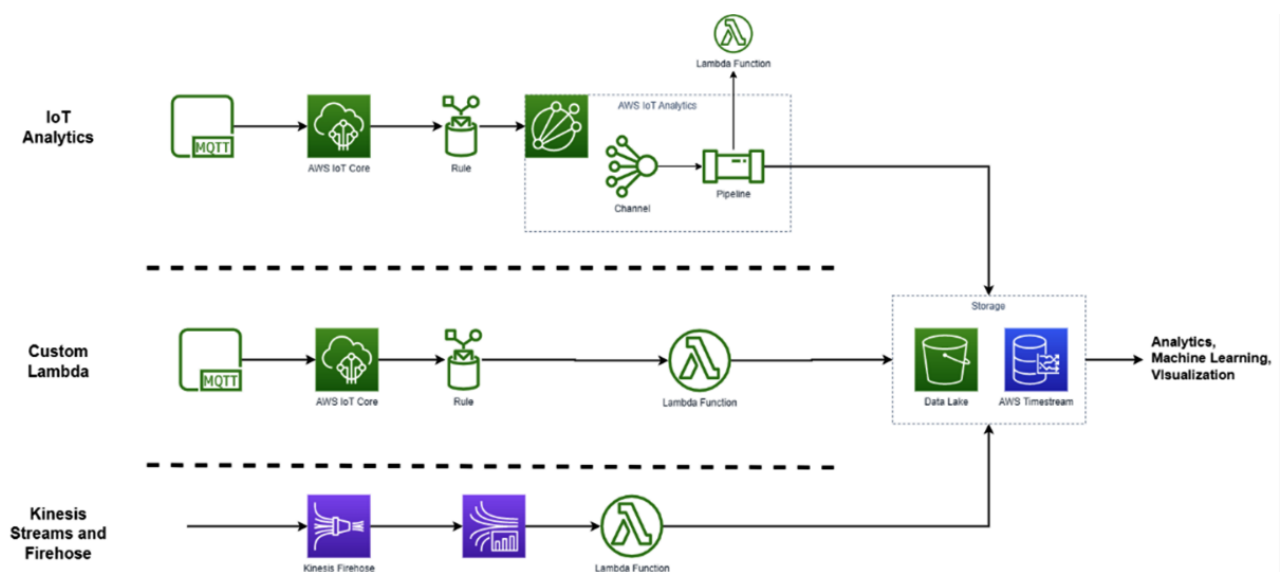 Lambda Function
IoT
Analytics
MQTT
AWS IoT Core
Rule
AWS IoT Analytics
Channel
Pipeline
Custom
Lambda
MQTT
AWS IoT Core
Rule
Lambda Function
Storage
Data Lake
AWS Timestream
Analytics,
Machine Learning,
Visualization
Kinesis
Streams and
Firehose
Kinesis Firehose
Lambda Function